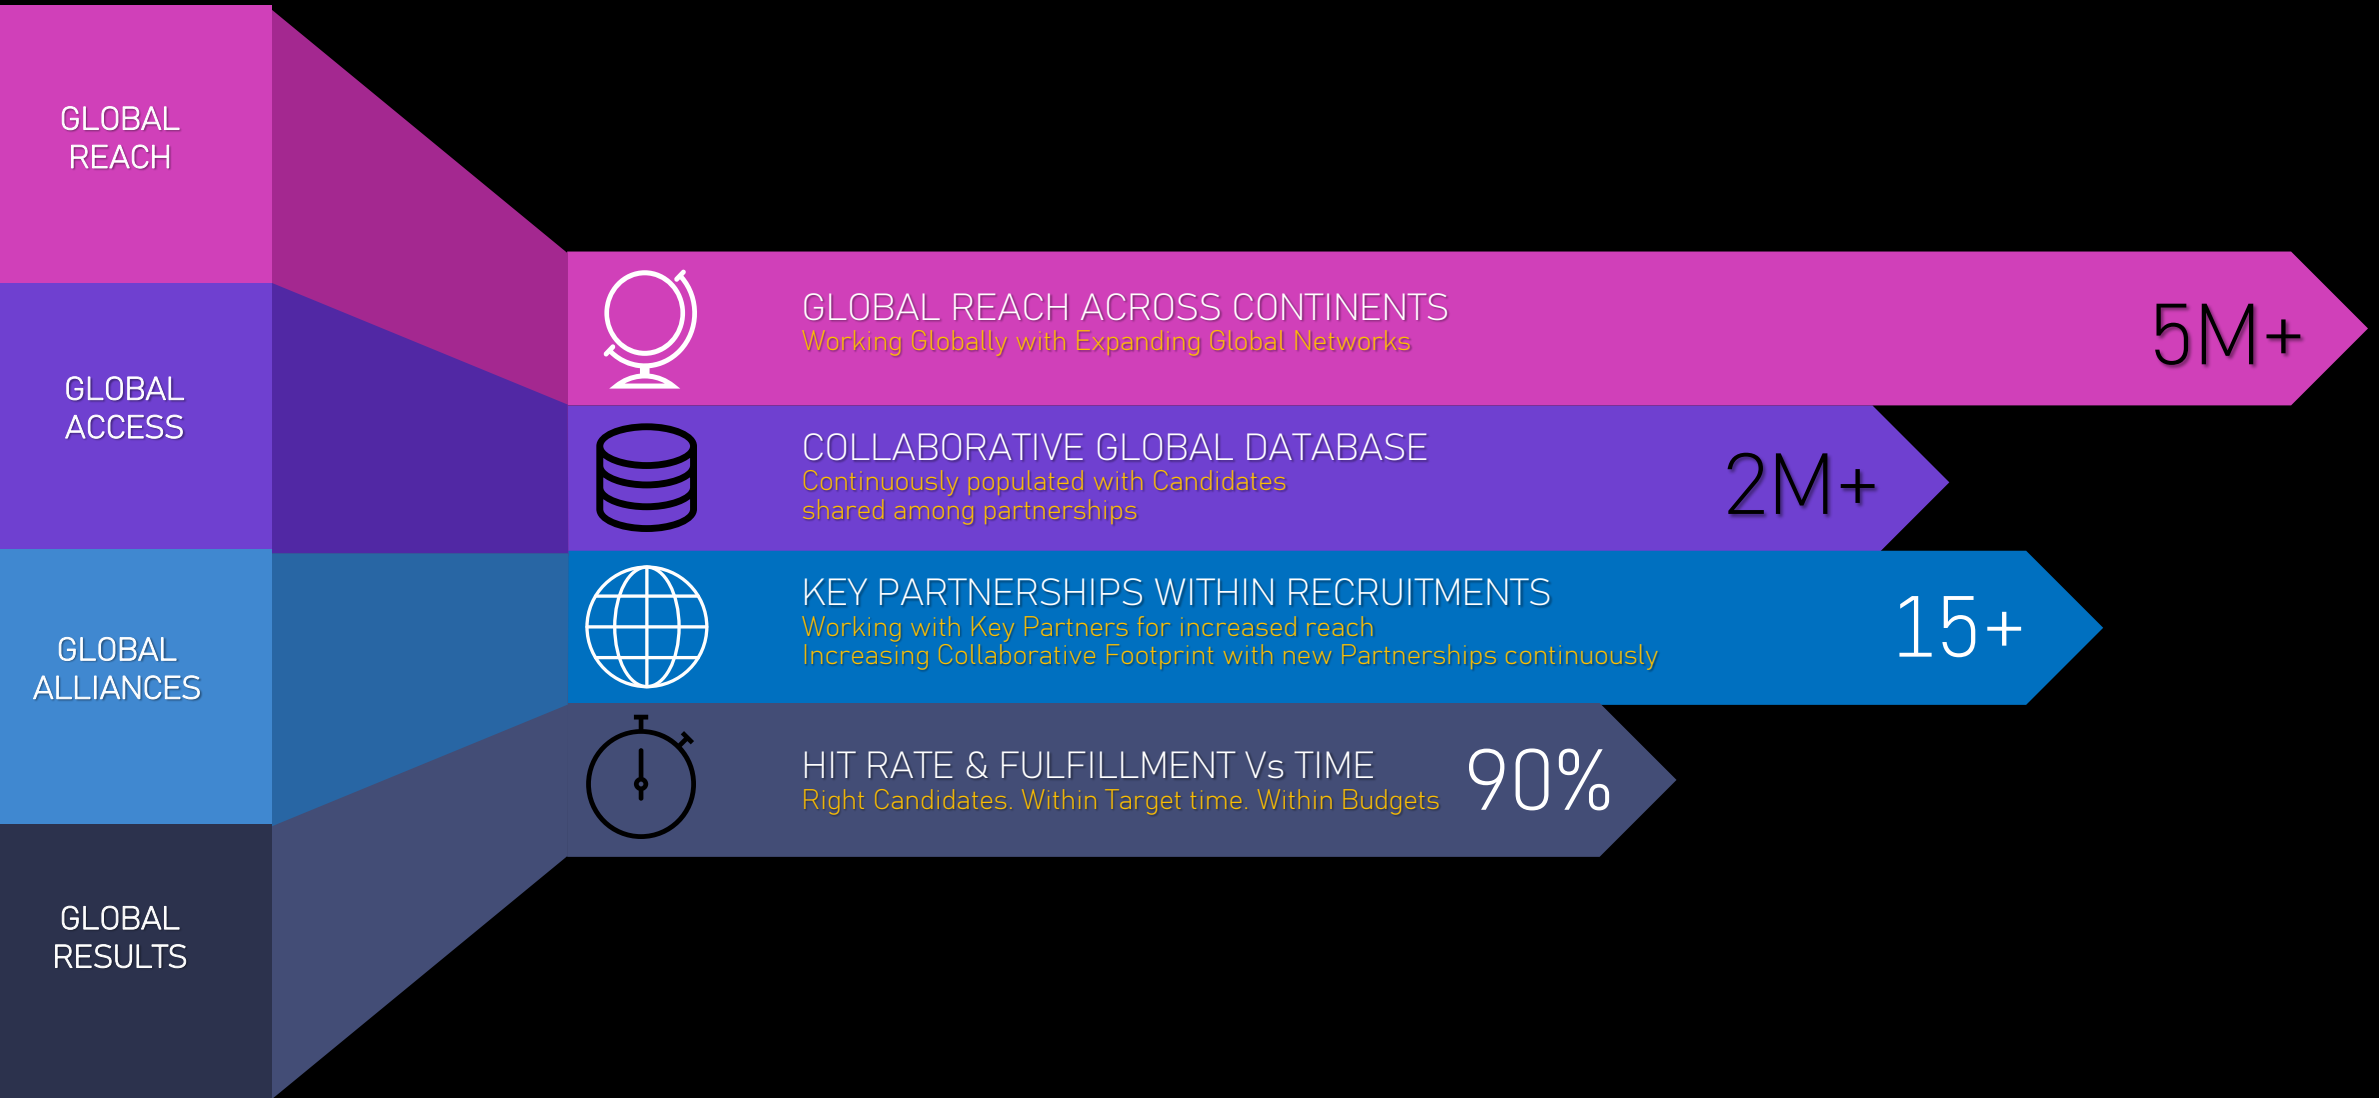 GLOBAL
REACH
GLOBAL REACH ACROSS CONTINENTS
Working Globally with Expanding Global Networks
5M+
GLOBAL
ACCESS
COLLABORATIVE GLOBAL DATABASE
Continuously populated with Candidates
shared among partnerships
2M+
GLOBAL
ALLIANCES
KEY PARTNERSHIPS WITHIN RECRUITMENTS
Working with Key Partners for increased reach
Increasing Collaborative Footprint with new Partnerships continuously
15+
GLOBAL
RESULTS
HIT RATE & FULFILLMENT Vs TIME
Right Candidates. Within Target time. Within Budgets
90%